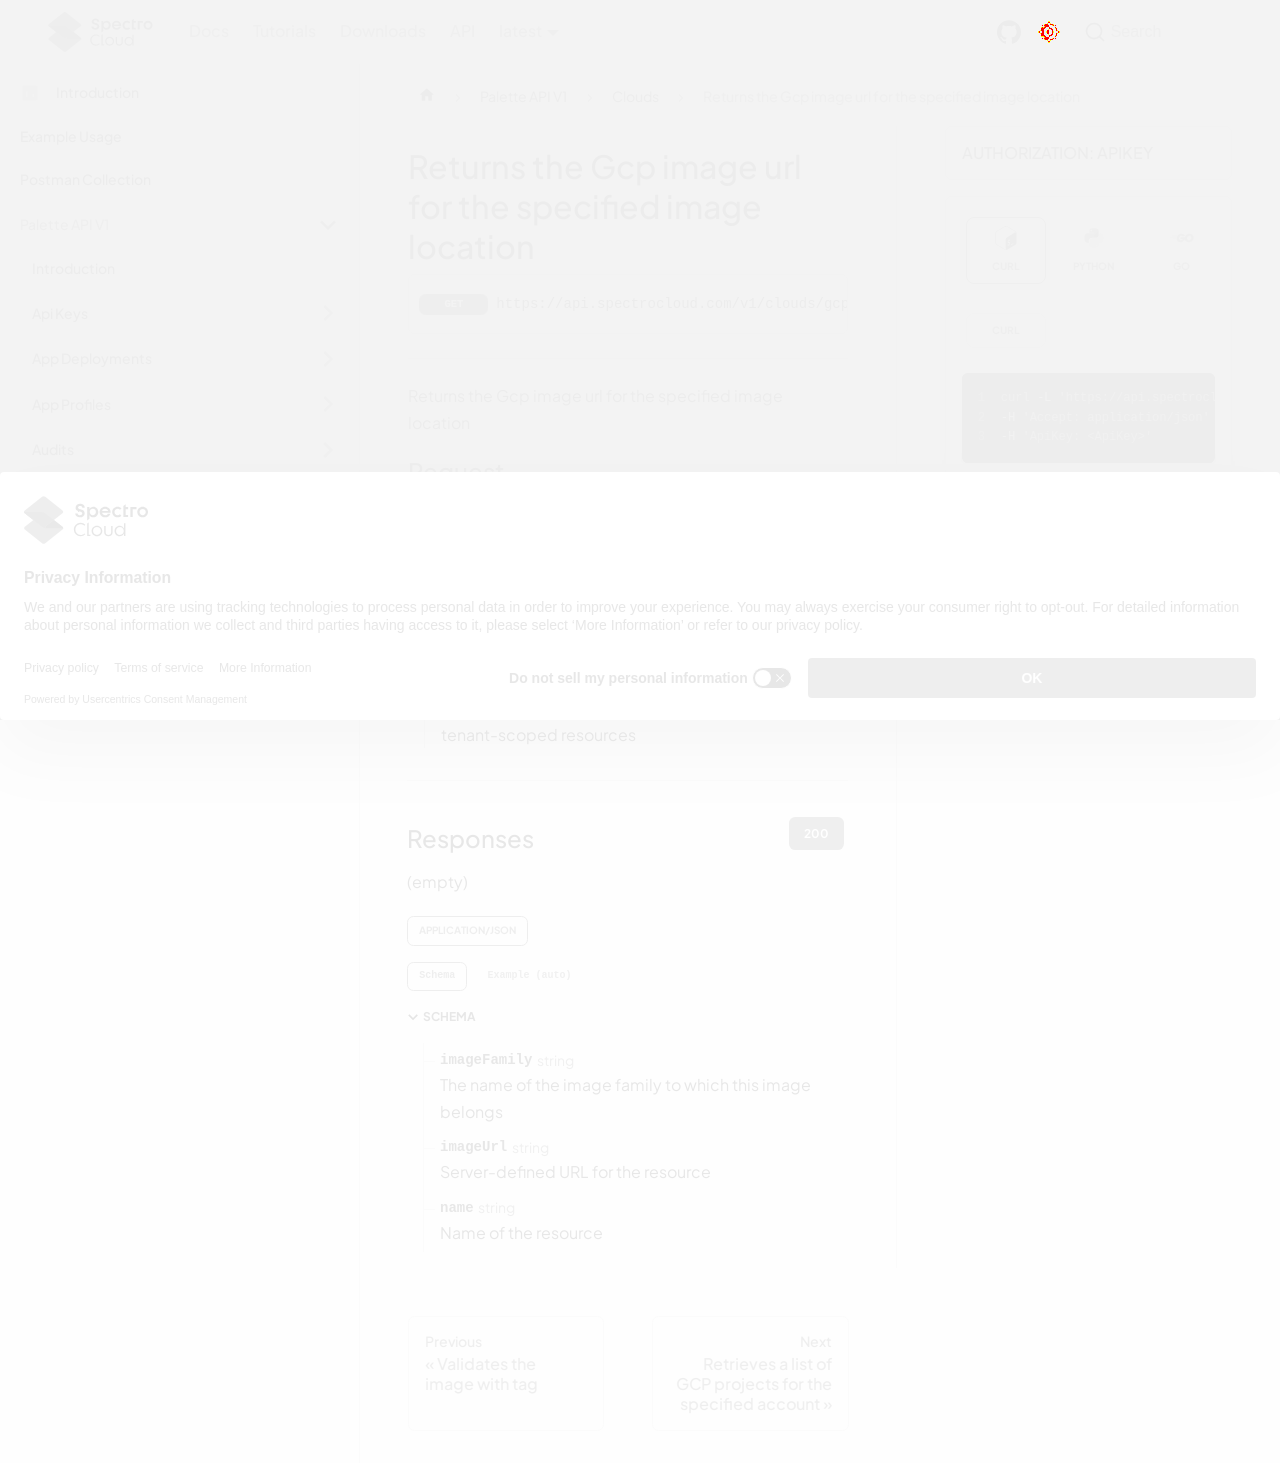 Spectro Cloud
Docs Tutorials Downloads API latest Search
Introduction
Example Usage
Postman Collection
Palette API V1
Introduction
Api Keys
App Deployments
App Profiles
Audits
Palette API V1 Clouds Returns the Gcp image url for the specified image location
Returns the Gcp image url
for the specified image
location
GET https://api.spectrocloud.com/v1/clouds/gcp
Returns the Gcp image url for the specified image
location
Request
AUTHORIZATION: APIKEY
CURL PYTHON GO
CURL
Spectro
Cloud
Privacy Information
We and our partners are using tracking technologies to process personal data in order to improve your experience. You may always exercise your consumer right to opt-out. For detailed information
about personal information we collect and third parties having access to it, please select ‘More Information’ or refer to our privacy policy.
Privacy policy Terms of service More Information
Powered by Usercentrics Consent Management
Do not sell my personal information
OK
tenant-scoped resources
Responses
200
(empty)
APPLICATION/JSON
Schema Example (auto)
SCHEMA
imageFamily string
The name of the image family to which this image
belongs
imageUrl string
Server-defined URL for the resource
name string
Name of the resource
Previous
« Validates the
image with tag
Next
Retrieves a list of
GCP projects for the
specified account »